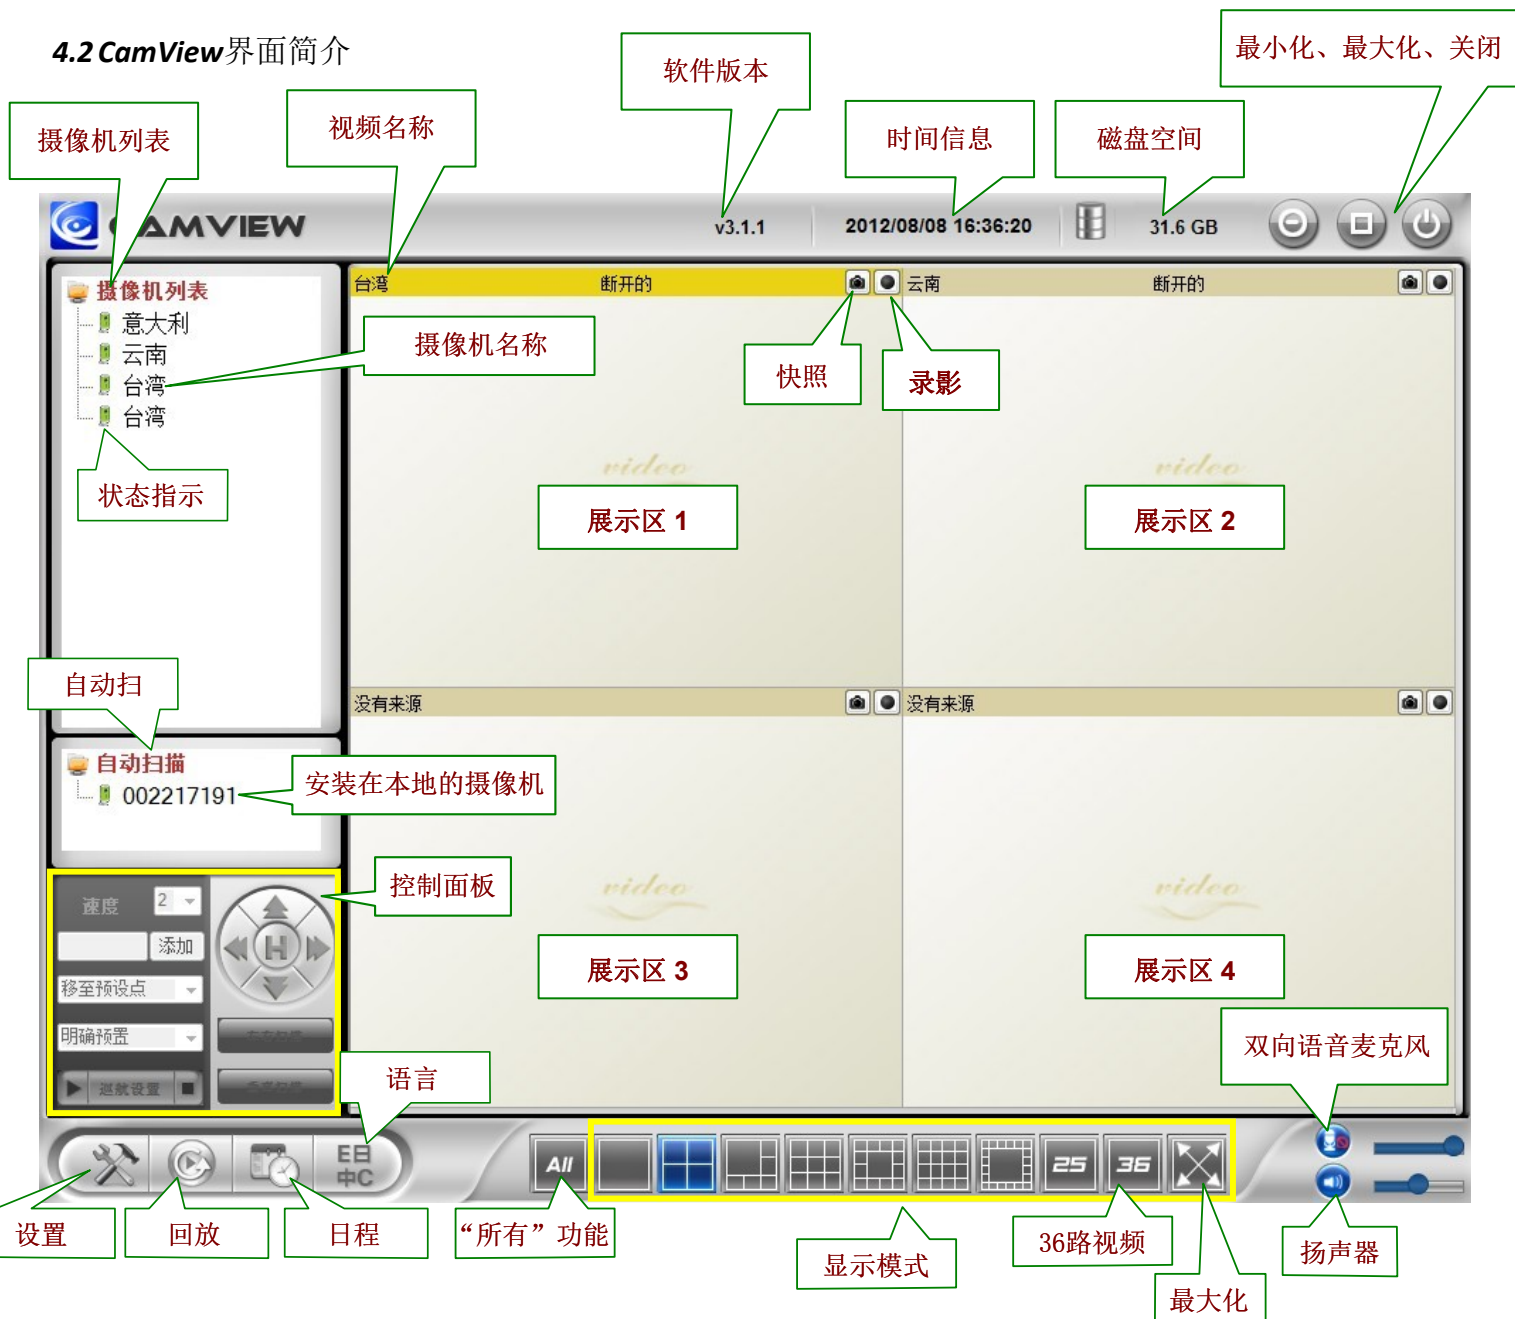 4.2 CamView界面简介
软件版本
最小化、最大化、关闭
摄像机列表
视频名称
时间信息
磁盘空间
CAMVIEW
v3.1.1
2012/08/08 16:36:20
31.6 GB
摄像机列表
意大利
云南
台湾
台湾
摄像机名称
状态指示
台湾
断开的
云南
断开的
快照
录影
video
展示区 1
video
展示区 2
自动扫
没有来源
没有来源
自动扫描
002217191
安装在本地的摄像机
控制面板
video
展示区 3
video
展示区 4
速度
2
添加
H
移至预设点
明确预置
巡航设置
语言
双向语音麦克风
E日
中C
All
25
36
设置
回放
日程
“所有”功能
显示模式
36路视频
最大化
扬声器